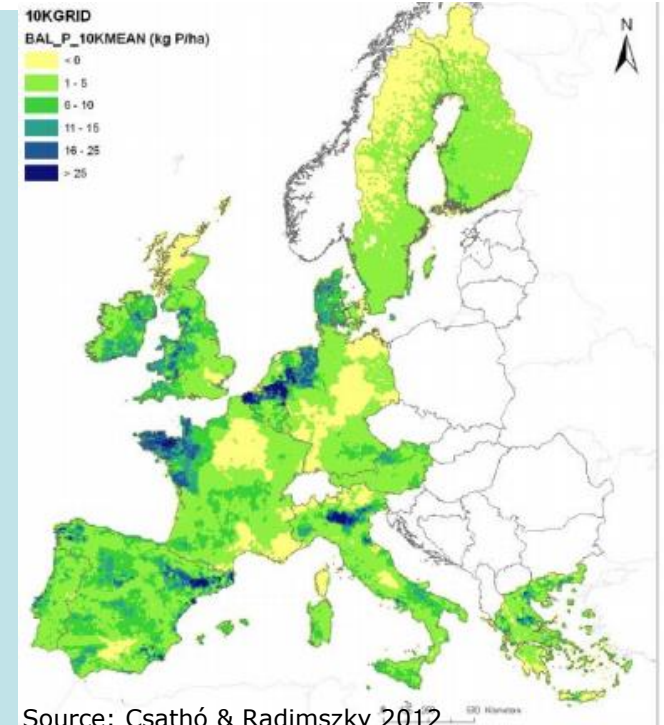 10KGRID
BAL_P_10KMEAN (kg P/ha)
< 0
1 - 5
6 - 10
11 - 15
16 - 25
> 25
N
Source: Csathó & Radimszky 2012